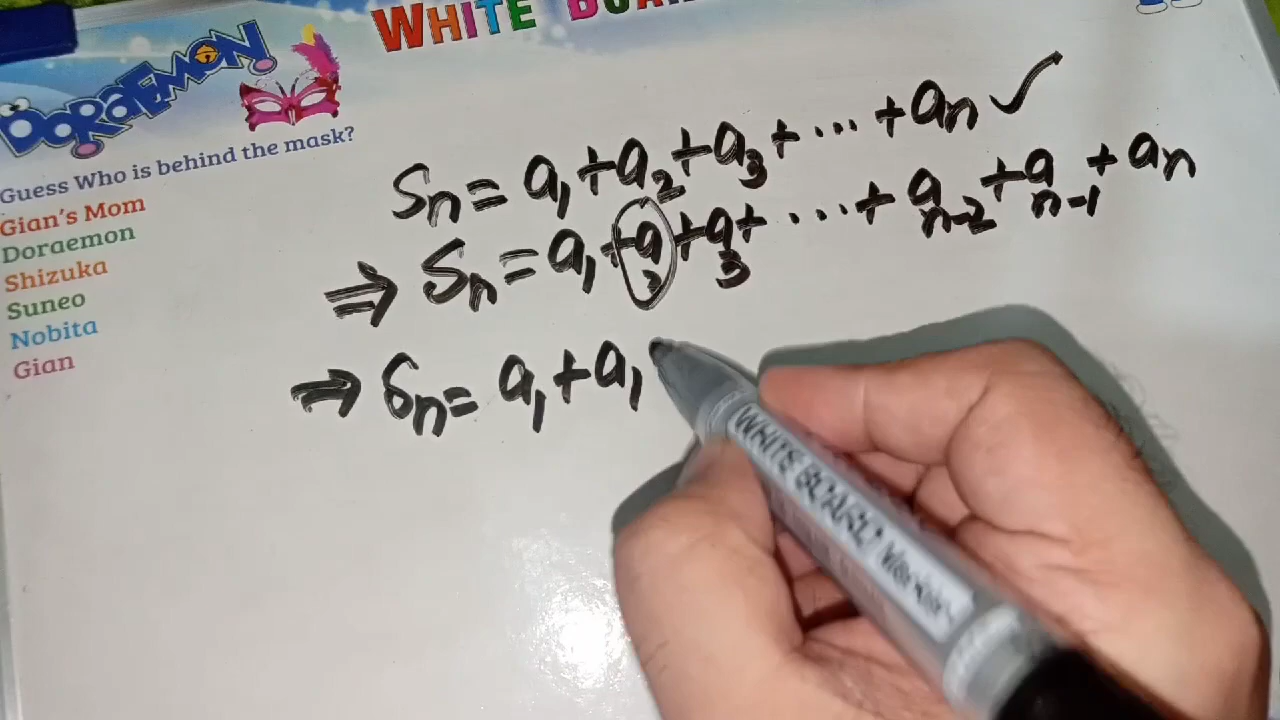 WHITE
DORAEMON
Guess Who is behind the mask?
Gian's Mom
Doraemon
Shizuka
Suneo
Nobita
Gian
Sn = a1 + a2 + a3 + ... + an ✓
⇒ Sn = a1 + a2 + a3 + ... + an-2 + an-1 + an
⇒ Sn = a1 + a1
WHITE BOARD Marker